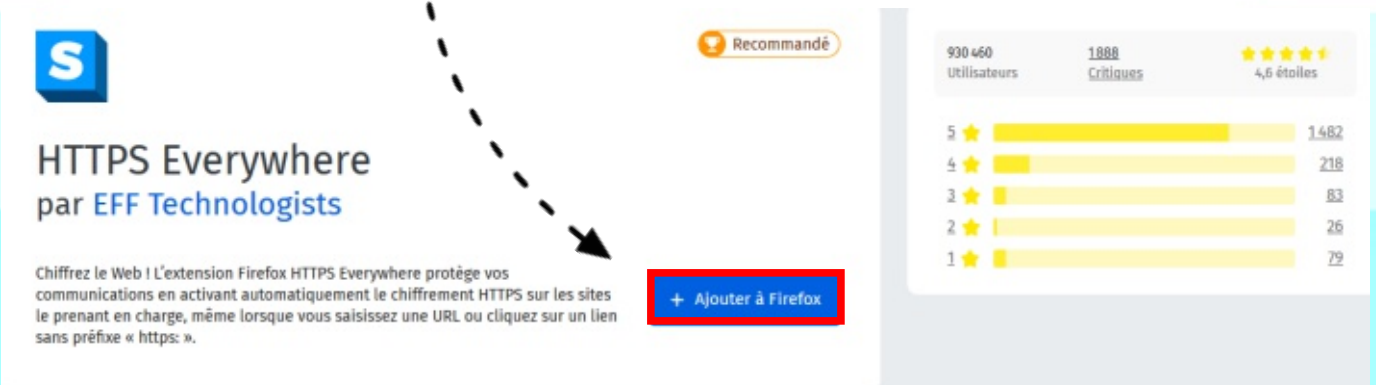 S
Recommandé
HTTPS Everywhere
par EFF Technologists
Chiffrez le Web ! L'extension Firefox HTTPS Everywhere protège vos
communications en activant automatiquement le chiffrement HTTPS sur les sites
le prenant en charge, même lorsque vous saisissez une URL ou cliquez sur un lien
sans préfixe « https: ».
+ Ajouter à Firefox
930 460 1 888
Utilisateurs Critiques 4,6 étoiles
5 1 482
4 218
3 83
2 26
1 79